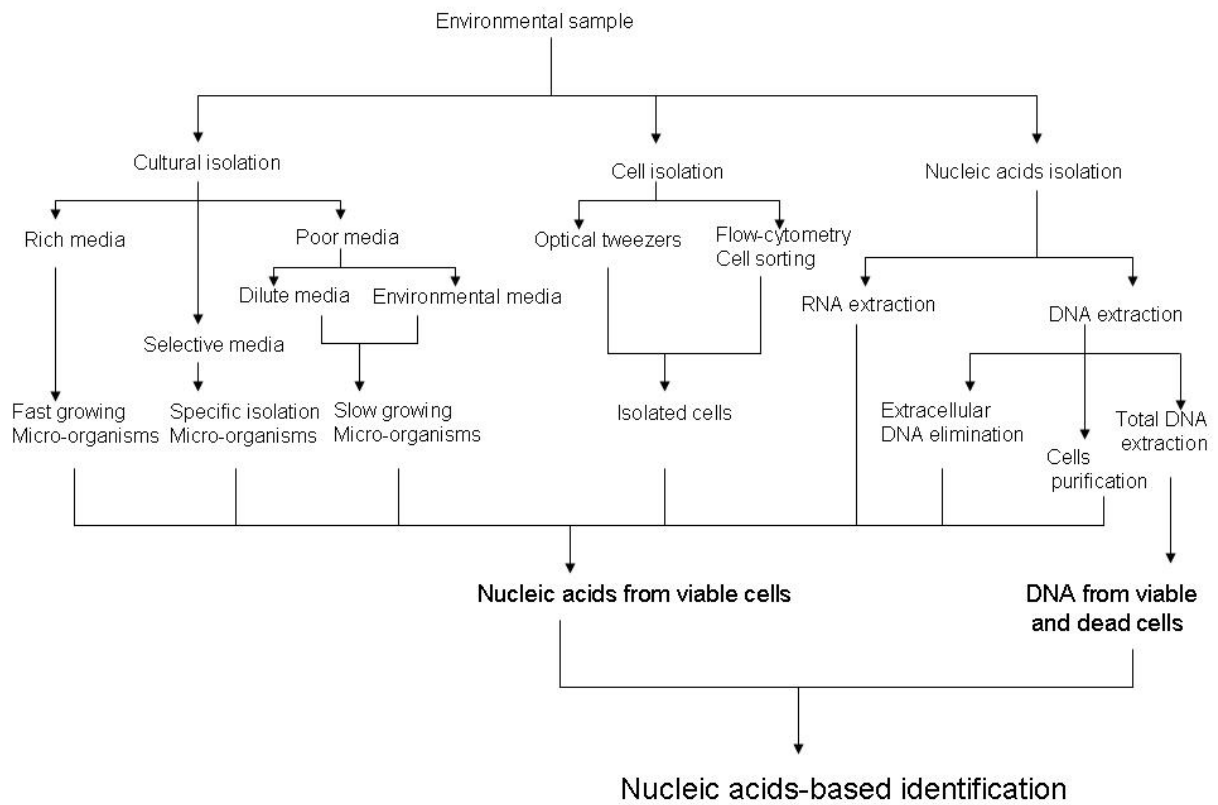 Environmental sample
Cultural isolation
Cell isolation
Nucleic acids isolation
Rich media
Poor media
Optical tweezers
Flow-cytometry
Cell sorting
Dilute media
Environmental media
RNA extraction
DNA extraction
Selective media
Fast growing
Micro-organisms
Specific isolation
Micro-organisms
Slow growing
Micro-organisms
Isolated cells
Extracellular
DNA elimination
Cells
purification
Total DNA
extraction
Nucleic acids from viable cells
DNA from viable
and dead cells
Nucleic acids-based identification